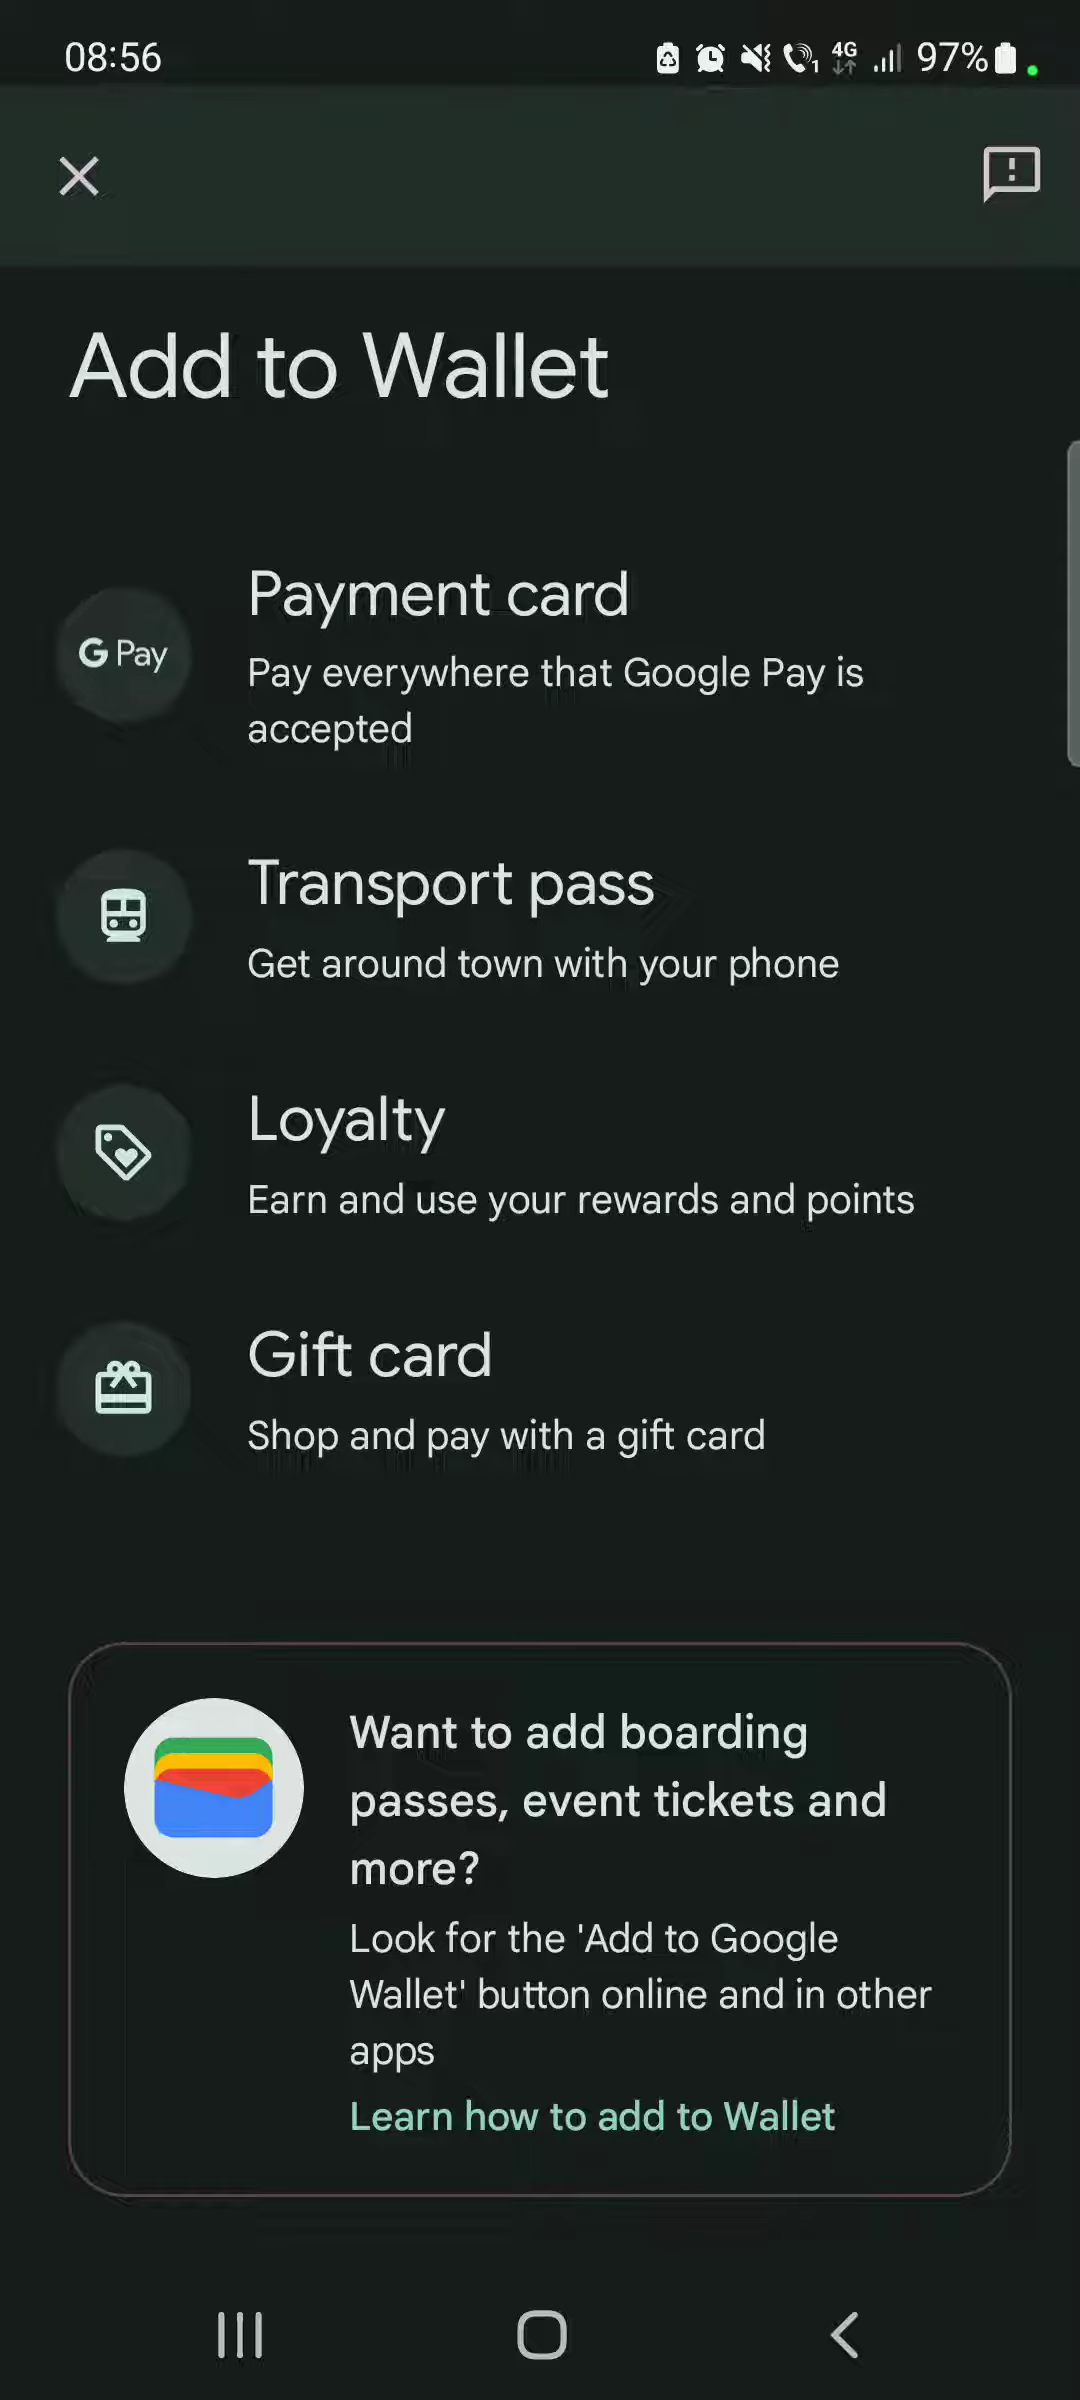 08:56
1 4G 97%
Add to Wallet
G Pay
Payment card
Pay everywhere that Google Pay is
accepted
Transport pass
Get around town with your phone
Loyalty
Earn and use your rewards and points
Gift card
Shop and pay with a gift card
Want to add boarding
passes, event tickets and
more?
Look for the 'Add to Google
Wallet' button online and in other
apps
Learn how to add to Wallet